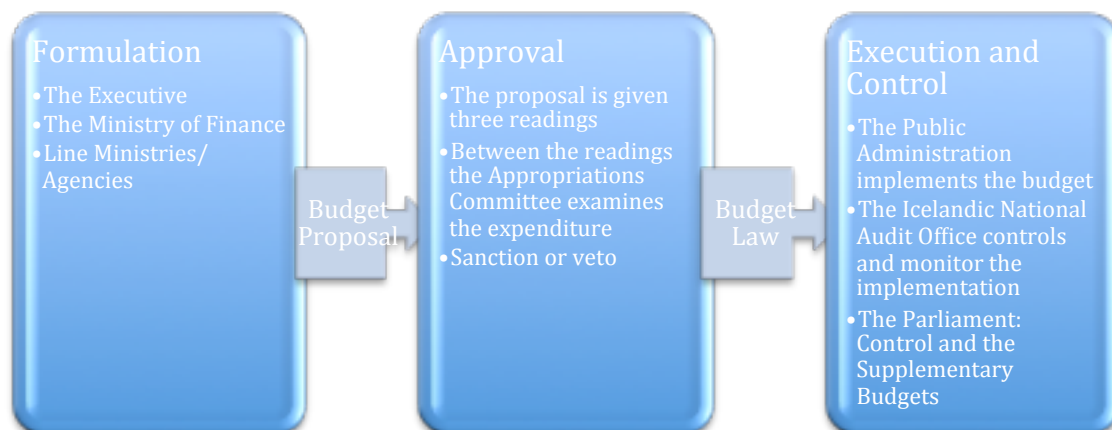 Formulation
•The Executive
•The Ministry of Finance
•Line Ministries/
Agencies
Budget
Proposal
Approval
•The proposal is given
three readings
•Between the readings
the Appropriations
Committee examines
the expenditure
•Sanction or veto
Budget
Law
Execution and
Control
•The Public
Administration
implements the budget
•The Icelandic National
Audit Office controls
and monitor the
implementation
•The Parliament:
Control and the
Supplementary
Budgets